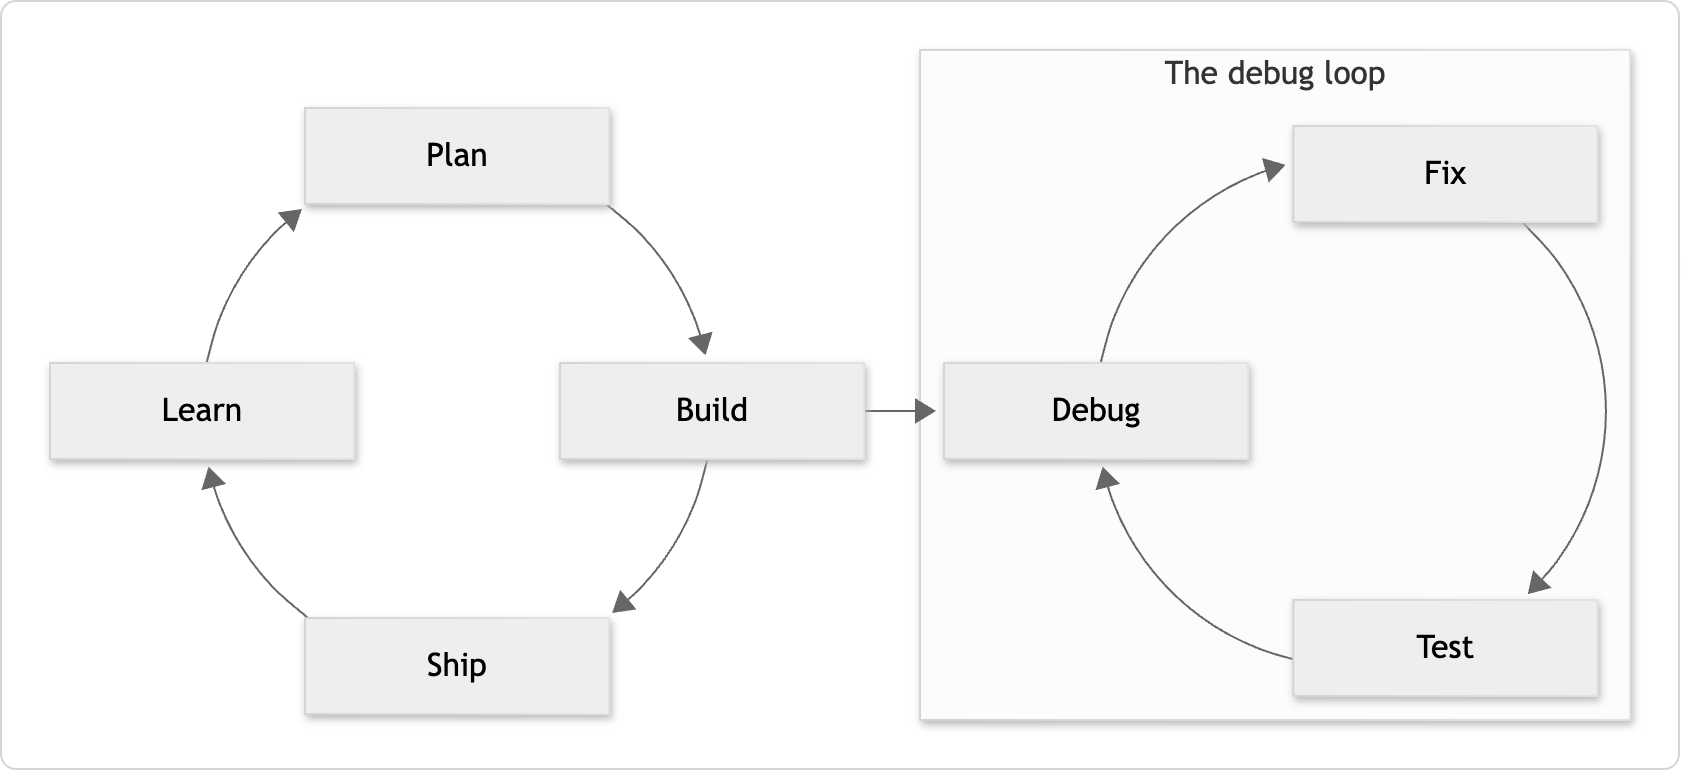 The debug loop
Plan
Fix
Learn
Build
Debug
Ship
Test